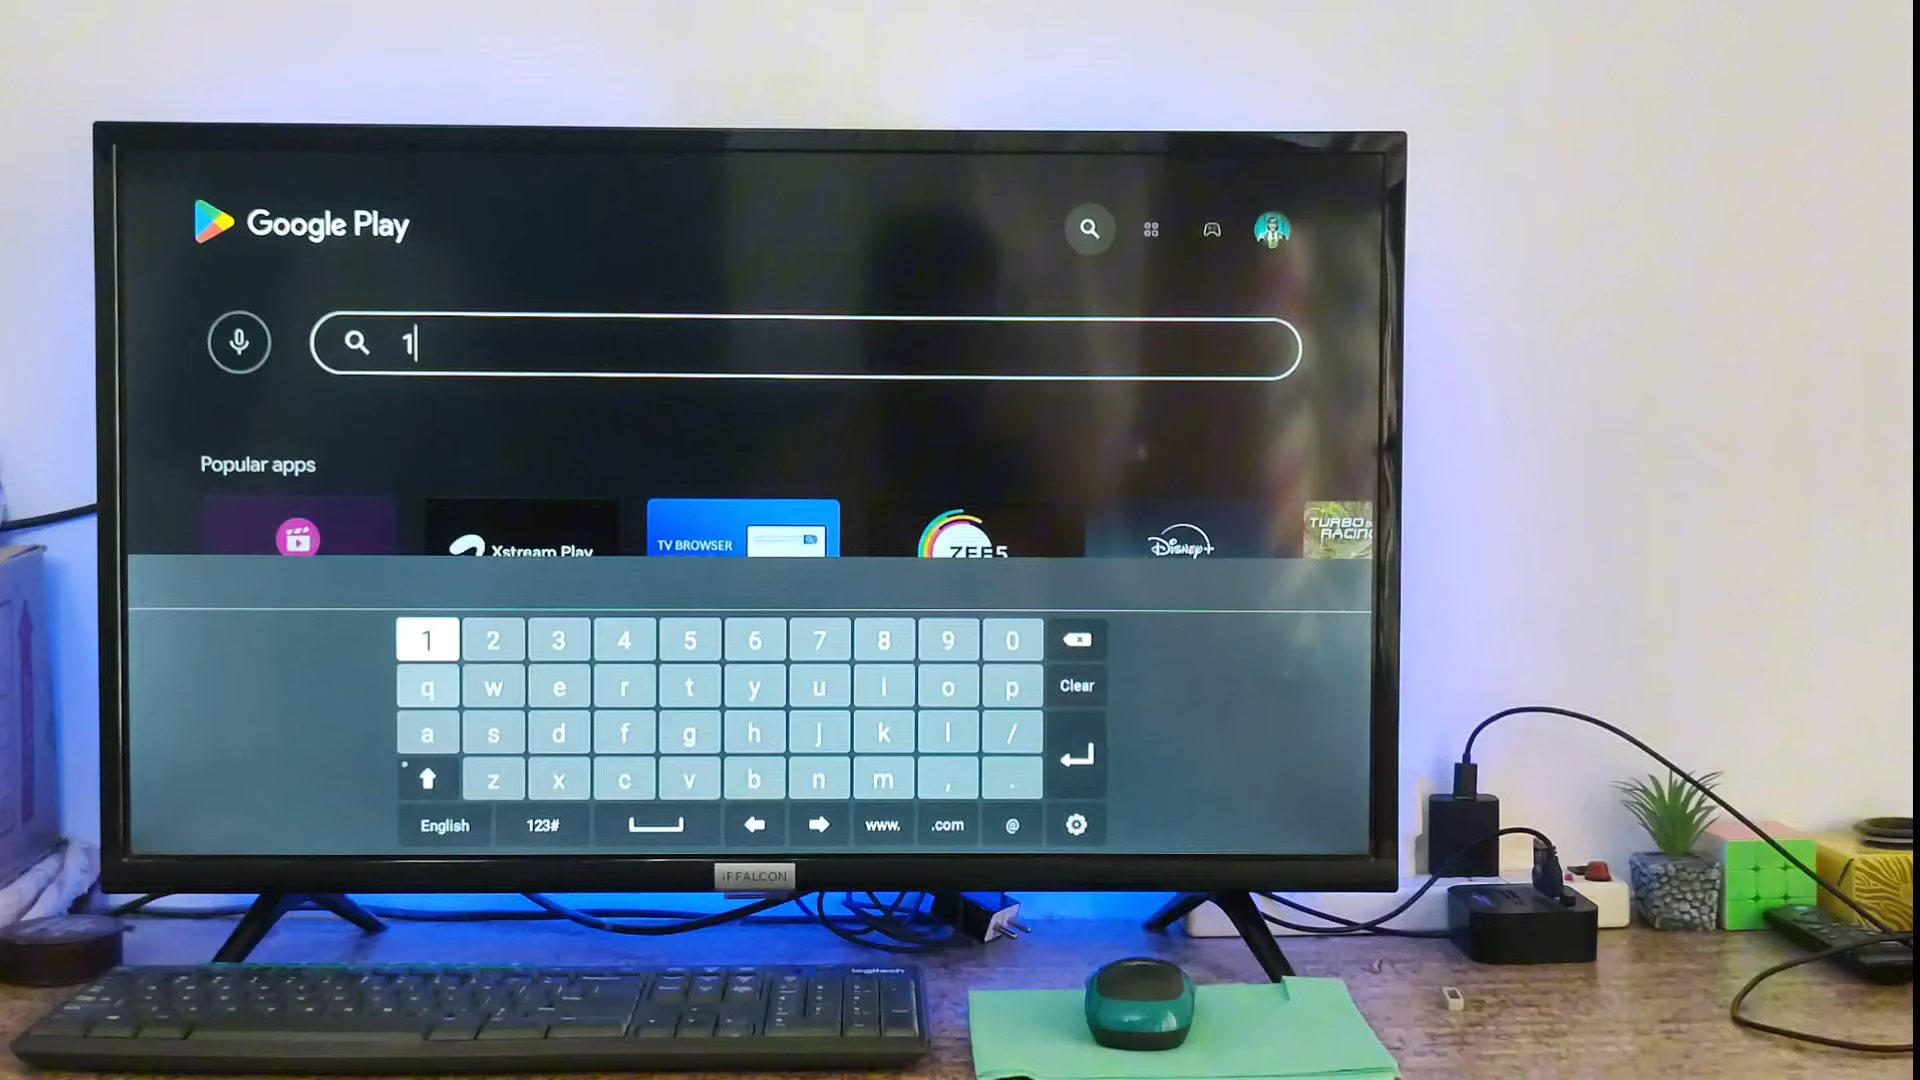 Google Play
1
Popular apps
Xstream Play
TV BROWSER
ZEE5
Disney+
TURBO
RACING
1 2 3 4 5 6 7 8 9 0
q w e r t y u i o p Clear
a s d f g h j k l /
z x c v b n m , .
English 123# www. .com @
iFFALCON
Logitech